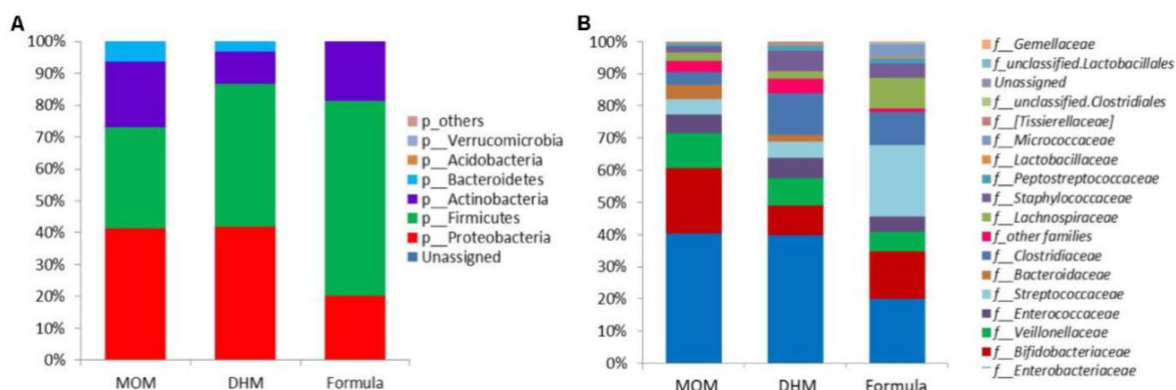 A
100%
90%
80%
70%
60%
50%
40%
30%
20%
10%
0%
MOM DHM Formula
p_others
p__Verrucomicrobia
p__Acidobacteria
p__Bacteroidetes
p__Actinobacteria
p__Firmicutes
p__Proteobacteria
Unassigned
B
100%
90%
80%
70%
60%
50%
40%
30%
20%
10%
0%
MOM DHM Formula
f__Gemellaceae
f_unclassified.Lactobacillales
Unassigned
f__unclassified.Clostridiales
f__[Tissierellaceae]
f__Micrococcaceae
f__Lactobacillaceae
f__Peptostreptococcaceae
f__Staphylococcaceae
f__Lachnospiraceae
f_other families
f__Clostridiaceae
f__Bacteroidaceae
f__Streptococcaceae
f__Enterococcaceae
f__Veillonellaceae
f__Bifidobacteriaceae
f__Enterobacteriaceae